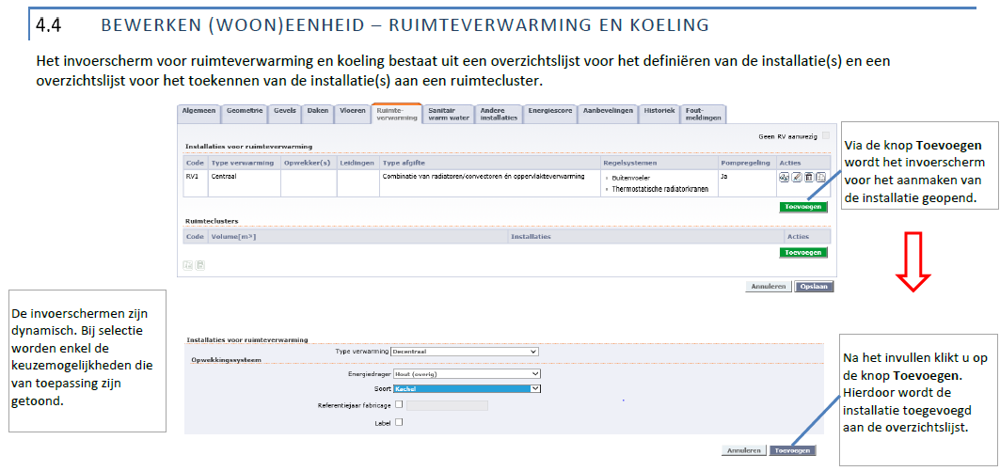 4.4 BEWERKEN (WOON)EENHEID – RUIMTEVERWARMING EN KOELING
Het invoerscherm voor ruimteverwarming en koeling bestaat uit een overzichtslijst voor het definiëren van de installatie(s) en een
overzichtslijst voor het toekennen van de installatie(s) aan een ruimtecluster.
Algemeen Geometrie Gevels Daken Vloeren Ruimte- Sanitair Andere Energiescore Aanbevelingen Historiek Fout-
verwarming warm water installaties meldingen
Geen RV aanwezig
Installaties voor ruimteverwarming
Code Type verwarming Opwekker(s) Leidingen Type afgifte Regelsystemen Pompregeling Acties
RV1 Centraal Combinatie van radiatoren/convectoren én oppervlakteverwarming Buitenvoeler Ja
Thermostatische radiatorkranen
Toevoegen
Ruimteclusters
Code Volume[m³] Installaties Acties
Toevoegen
Annuleren Opslaan
Via de knop Toevoegen
wordt het invoerscherm
voor het aanmaken van
de installatie geopend.
De invoerschermen zijn
dynamisch. Bij selectie
worden enkel de
keuzemogelijkheden die
van toepassing zijn
getoond.
Installaties voor ruimteverwarming
Type verwarming Decentraal
Opwekkingssysteem
Energiedrager Hout (overig)
Soort Kachel
Referentiejaar fabricage
Label
Annuleren Toevoegen
Na het invullen klikt u op
de knop Toevoegen.
Hierdoor wordt de
installatie toegevoegd
aan de overzichtslijst.